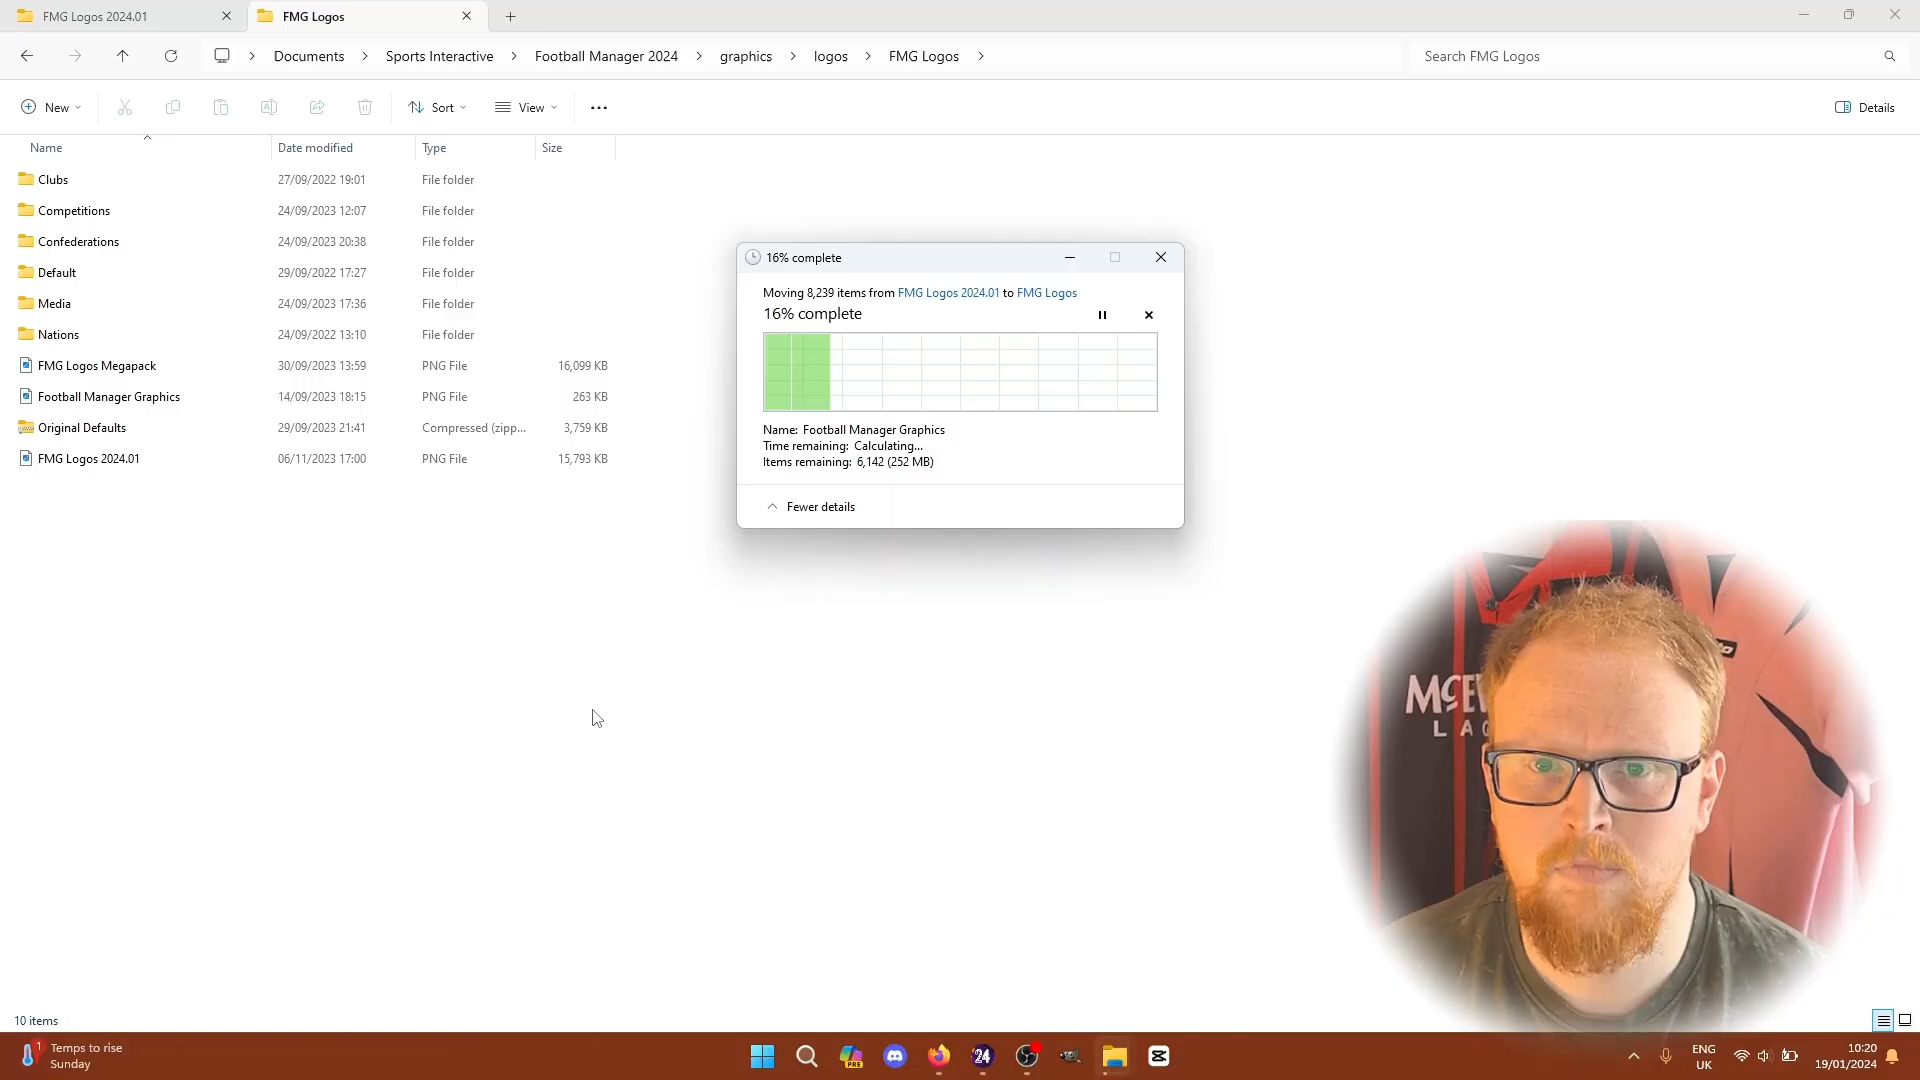 FMG Logos 2024.01
FMG Logos
Documents > Sports Interactive > Football Manager 2024 > graphics > logos > FMG Logos >
Search FMG Logos
New
Sort
View
Details
Name Date modified Type Size
Clubs 27/09/2022 19:01 File folder
Competitions 24/09/2023 12:07 File folder
Confederations 24/09/2023 20:38 File folder
Default 29/09/2022 17:27 File folder
Media 24/09/2023 17:36 File folder
Nations 24/09/2022 13:10 File folder
FMG Logos Megapack 30/09/2023 13:59 PNG File 16,099 KB
Football Manager Graphics 14/09/2023 18:15 PNG File 263 KB
Original Defaults 29/09/2023 21:41 Compressed (zipp... 3,759 KB
FMG Logos 2024.01 06/11/2023 17:00 PNG File 15,793 KB
16% complete
Moving 8,239 items from FMG Logos 2024.01 to FMG Logos
16% complete
Name: Football Manager Graphics
Time remaining: Calculating...
Items remaining: 6,142 (252 MB)
Fewer details
McE
LAG
10 items
1
Temps to rise
Sunday
PRE
24
ENG
UK
10:20
19/01/2024